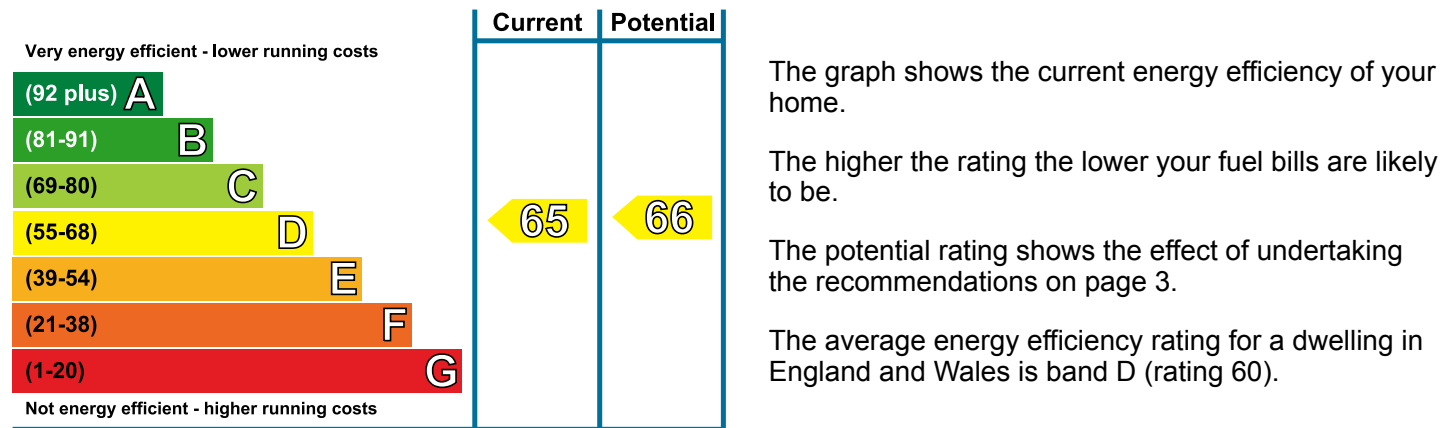 Current Potential
Very energy efficient - lower running costs
(92 plus) A
(81-91) B
(69-80) C
(55-68) D
65 66
(39-54) E
(21-38) F
(1-20) G
Not energy efficient - higher running costs
The graph shows the current energy efficiency of your
home.
The higher the rating the lower your fuel bills are likely
to be.
The potential rating shows the effect of undertaking
the recommendations on page 3.
The average energy efficiency rating for a dwelling in
England and Wales is band D (rating 60).